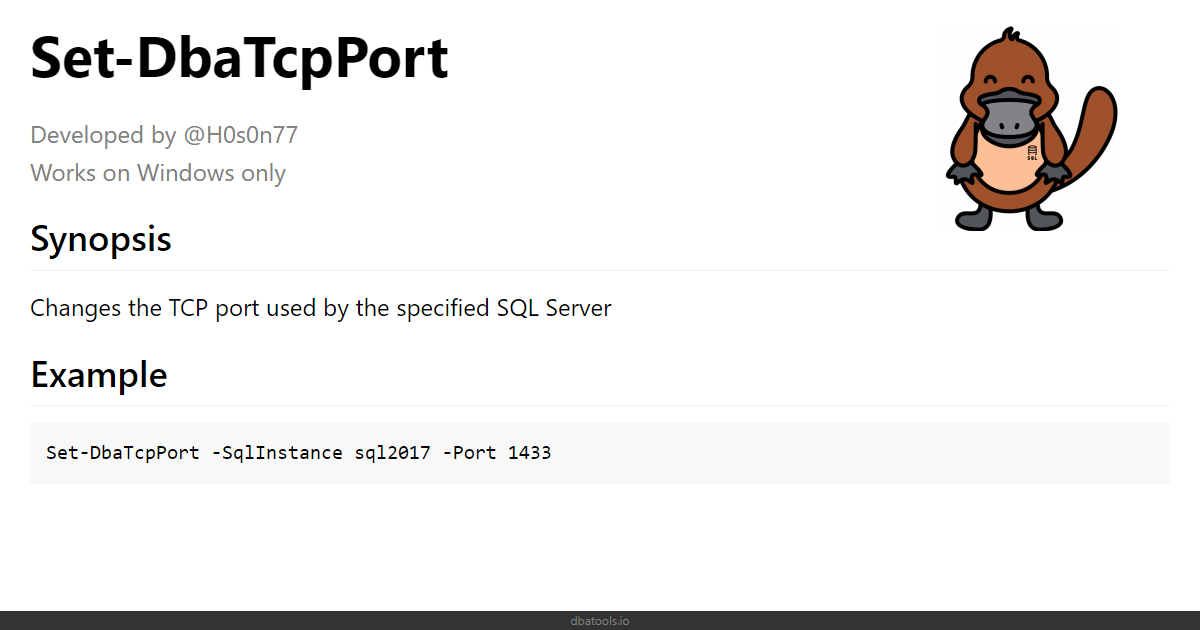 Set-DbaTcpPort
Developed by @H0s0n77
Works on Windows only
SQL
Synopsis
Changes the TCP port used by the specified SQL Server
Example
Set-DbaTcpPort -SqlInstance sql2017 -Port 1433
dbatools.io